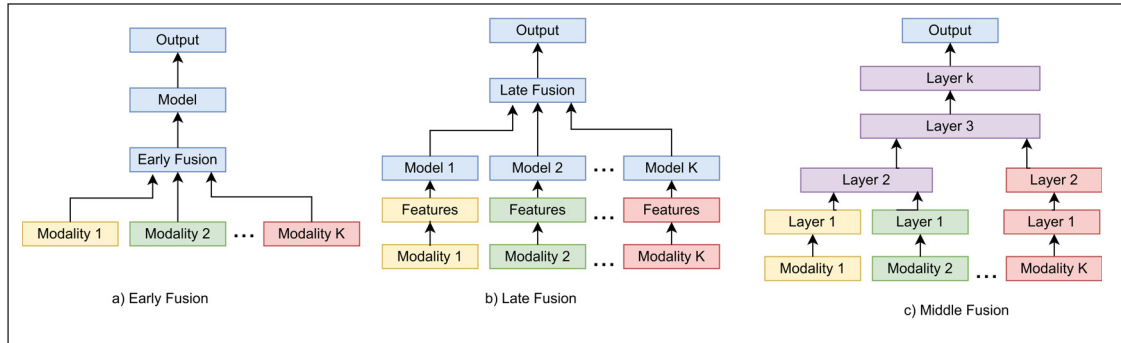 Output
Model
Early Fusion
Modality 1
Modality 2
...
Modality K
a) Early Fusion
Output
Late Fusion
Model 1
Model 2
...
Model K
Features
Features
...
Features
Modality 1
Modality 2
...
Modality K
b) Late Fusion
Output
Layer k
Layer 3
Layer 2
Layer 2
Layer 1
Layer 1
Layer 1
Modality 1
Modality 2
...
Modality K
c) Middle Fusion